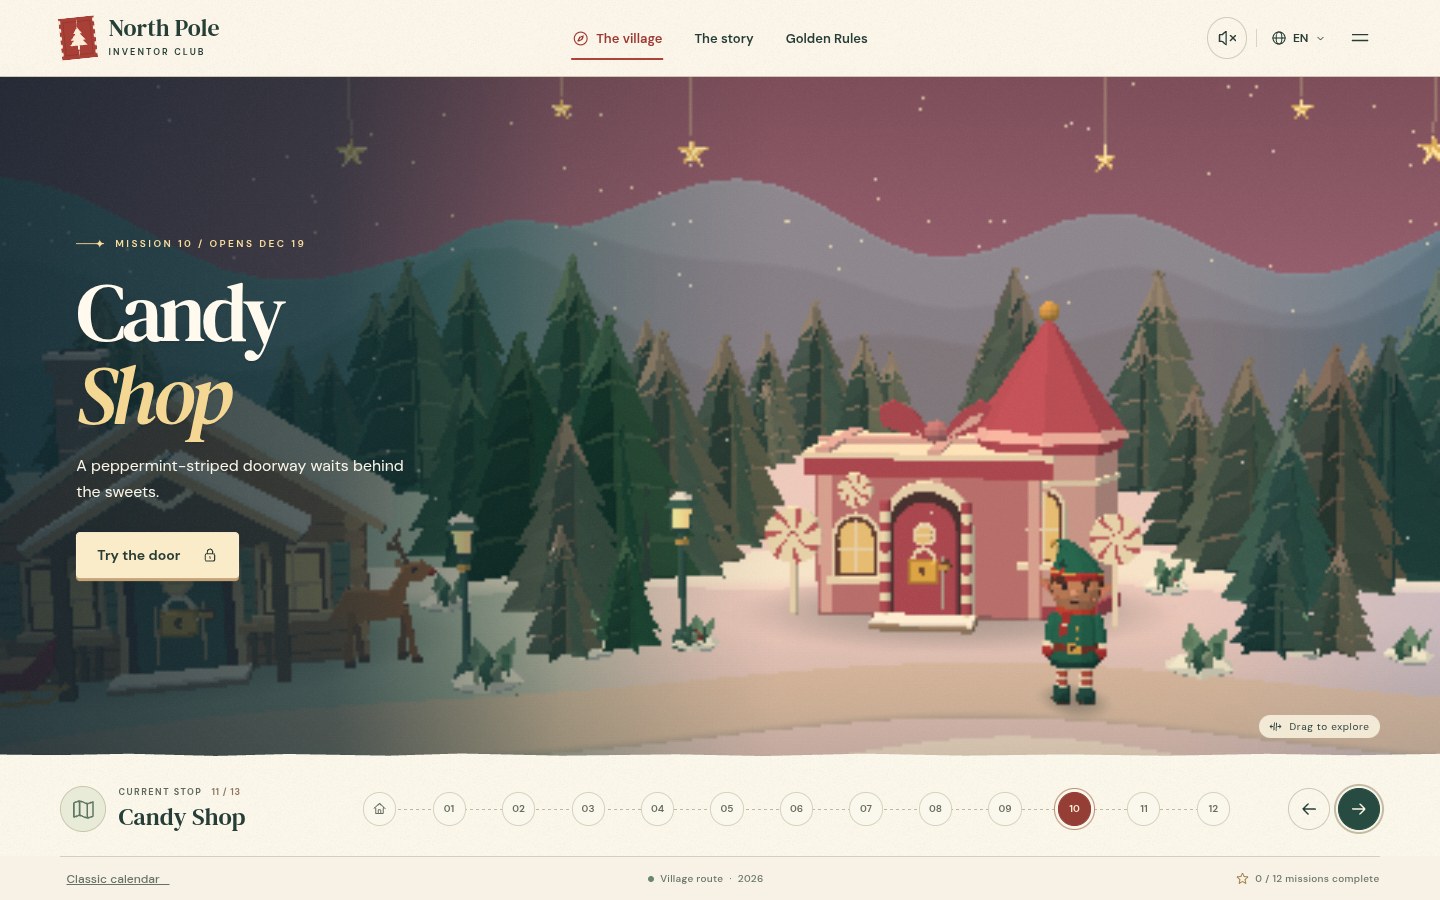 North Pole
INVENTOR CLUB
The village
The story
Golden Rules
EN
MISSION 10 / OPENS DEC 19
Candy
Shop
A peppermint-striped doorway waits behind
the sweets.
Try the door
Drag to explore
CURRENT STOP 11 / 13
Candy Shop
01 02 03 04 05 06 07 08 09 10 11 12
Classic calendar
Village route · 2026
0 / 12 missions complete